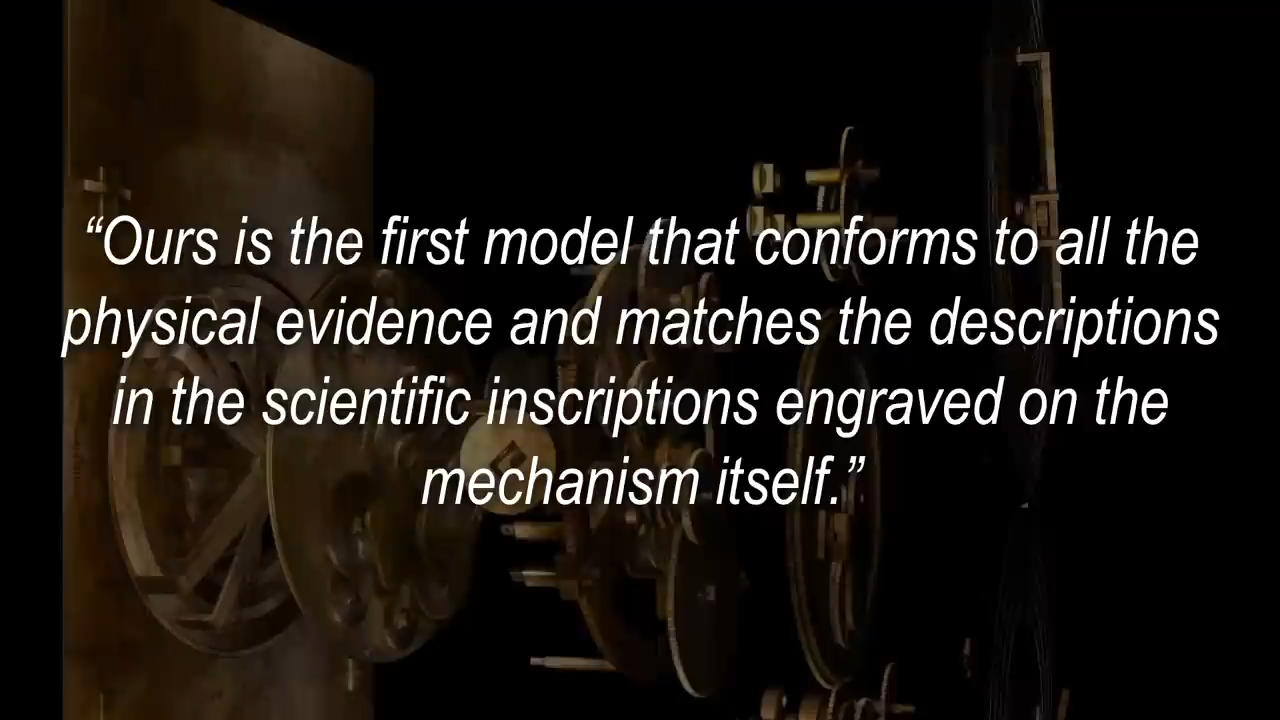 “Ours is the first model that conforms to all the
physical evidence and matches the descriptions
in the scientific inscriptions engraved on the
mechanism itself.”